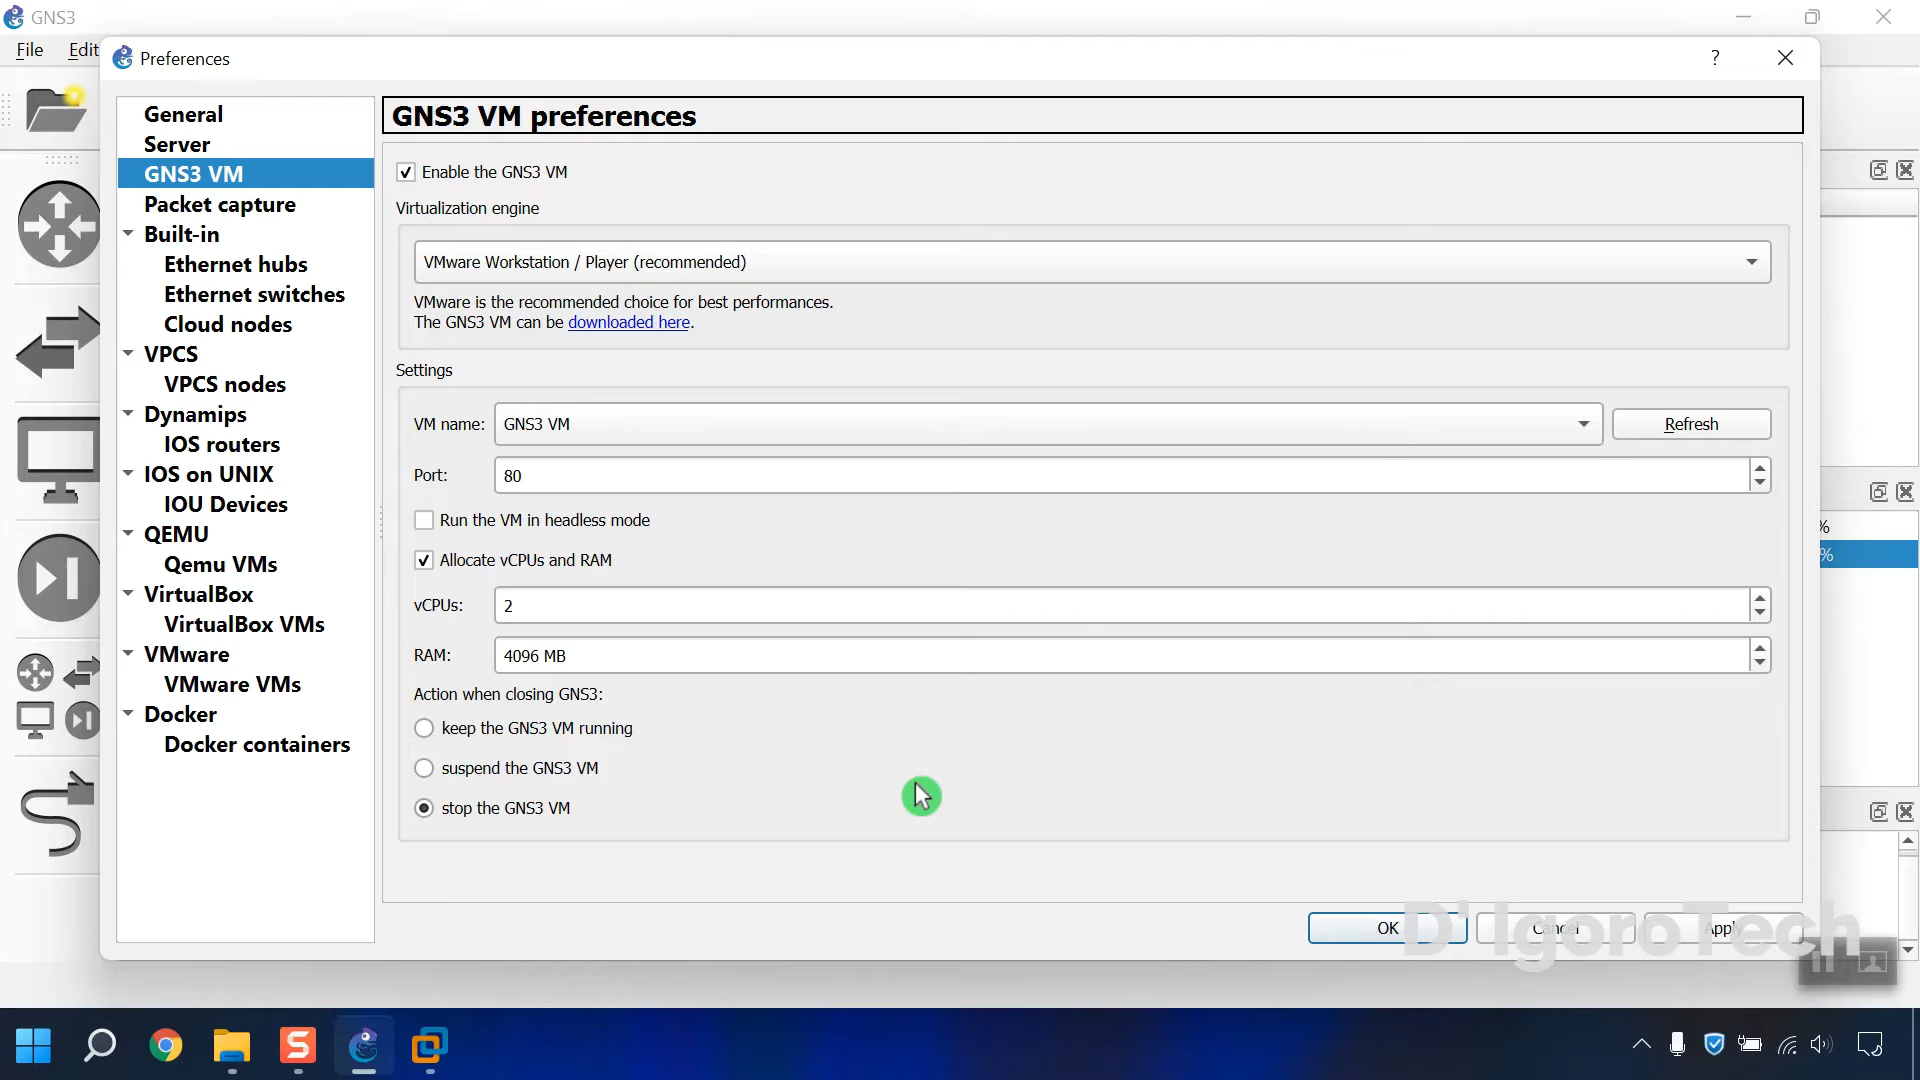 GNS3
File Edit
Preferences
?
General
Server
GNS3 VM
Packet capture
Built-in
Ethernet hubs
Ethernet switches
Cloud nodes
VPCS
VPCS nodes
Dynamips
IOS routers
IOS on UNIX
IOU Devices
QEMU
Qemu VMs
VirtualBox
VirtualBox VMs
VMware
VMware VMs
Docker
Docker containers
GNS3 VM preferences
Enable the GNS3 VM
Virtualization engine
VMware Workstation / Player (recommended)
VMware is the recommended choice for best performances.
The GNS3 VM can be downloaded here.
Settings
VM name: GNS3 VM Refresh
Port: 80
Run the VM in headless mode
Allocate vCPUs and RAM
vCPUs: 2
RAM: 4096 MB
Action when closing GNS3:
keep the GNS3 VM running
suspend the GNS3 VM
stop the GNS3 VM
%
%
OK Cancel Apply
D' IgoroTech